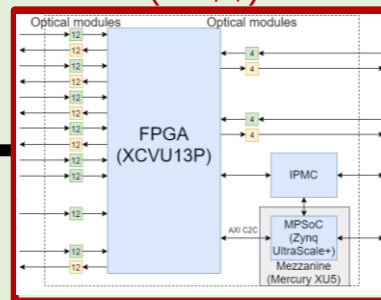 Optical modules
Optical modules
12
12
12
12
12
12
12
12
12
12
12
12
12
FPGA
(XCVU13P)
4
4
4
4
IPMC
AXI C2C
MPSoC
(Zynq
UltraScale+)
Mezzanine
(Mercury XU5)